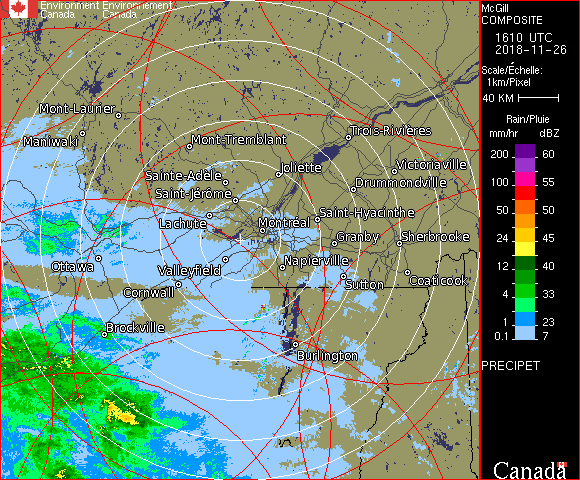 Environment Environnement
Canada Canada
Mont-Laurier
Maniwaki
Mont-Tremblant
Trois-Rivières
Sainte-Adèle
Joliette
Victoriaville
Saint-Jérôme
Drummondville
Lachute
Montréal
Saint-Hyacinthe
Granby
Sherbrooke
Ottawa
Valleyfield
Napierville
Cornwall
Sutton
Coaticook
Brockville
Burlington
McGill
COMPOSITE
1610 UTC
2018-11-26
Scale/Échelle:
1km/Pixel
40 KM
Rain/Pluie
mm/hr dBZ
200 60
100 55
50 50
24 45
12 40
4 33
1 23
0.1 7
PRECIPET
Canada